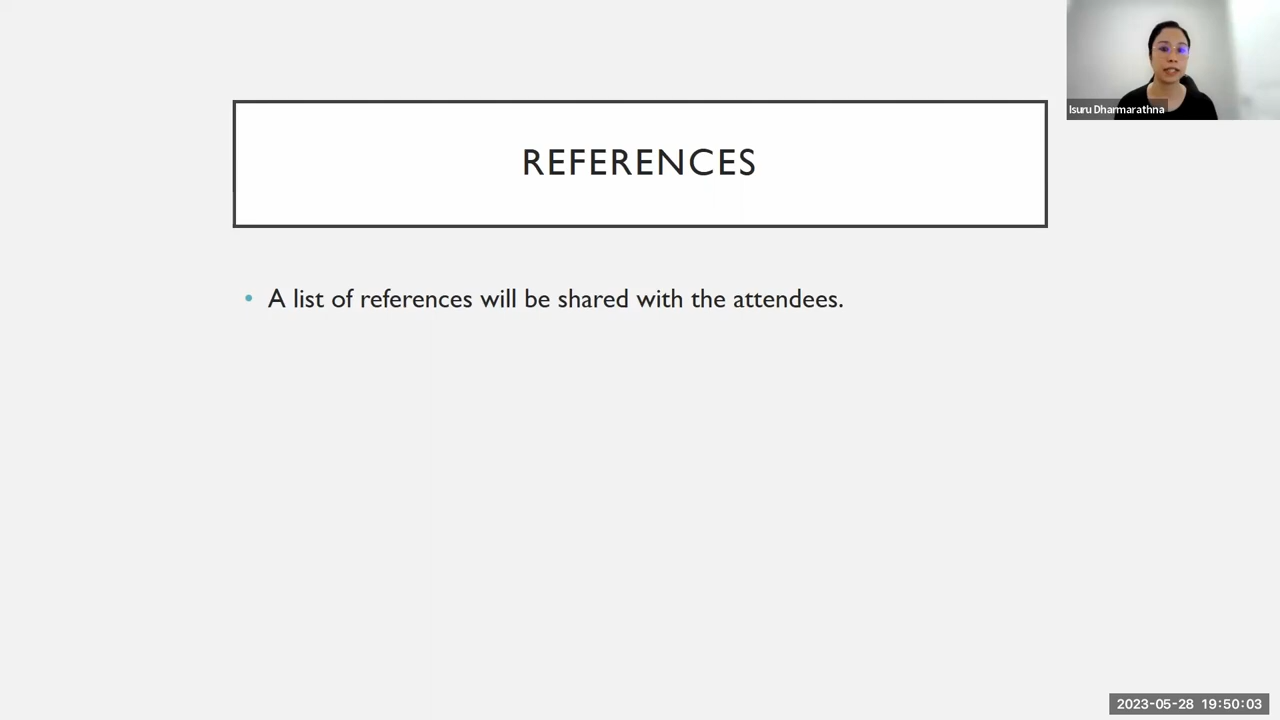 Isuru Dharmarathna
REFERENCES
• A list of references will be shared with the attendees.
2023-05-28 19:50:03